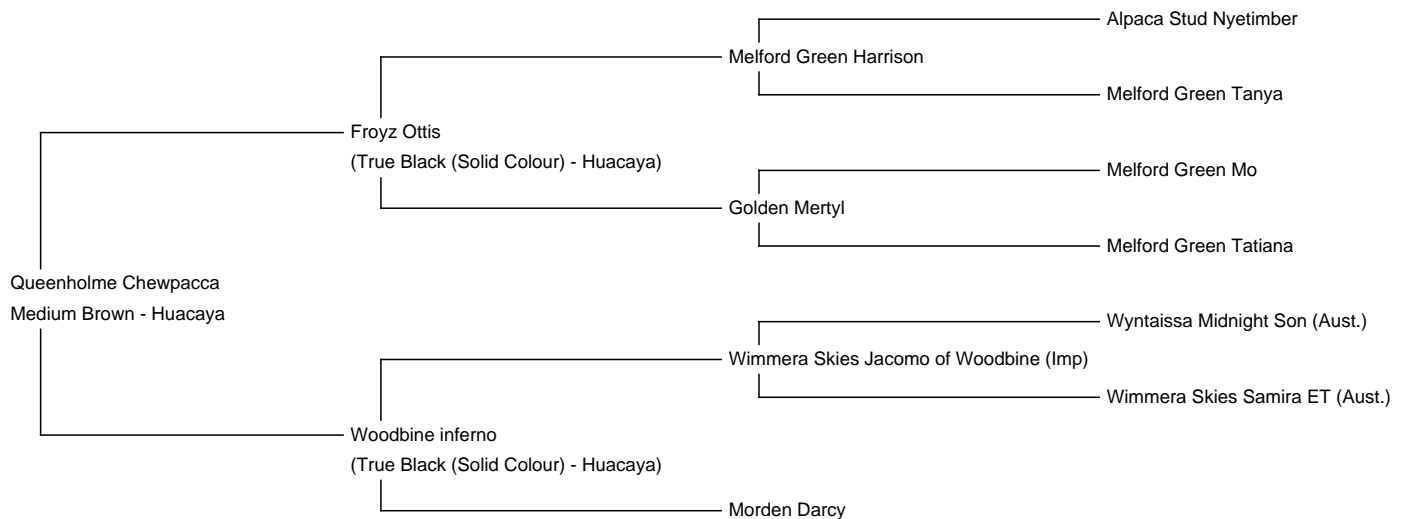 Alpaca Stud Nyetimber
Melford Green Harrison
Melford Green Tanya
Froyz Ottis
(True Black (Solid Colour) - Huacaya)
Melford Green Mo
Golden Mertyl
Melford Green Tatiana
Queenholme Chewpacca
Medium Brown - Huacaya
Wyntaissa Midnight Son (Aust.)
Wimmera Skies Jacomo of Woodbine (Imp)
Wimmera Skies Samira ET (Aust.)
Woodbine inferno
(True Black (Solid Colour) - Huacaya)
Morden Darcy